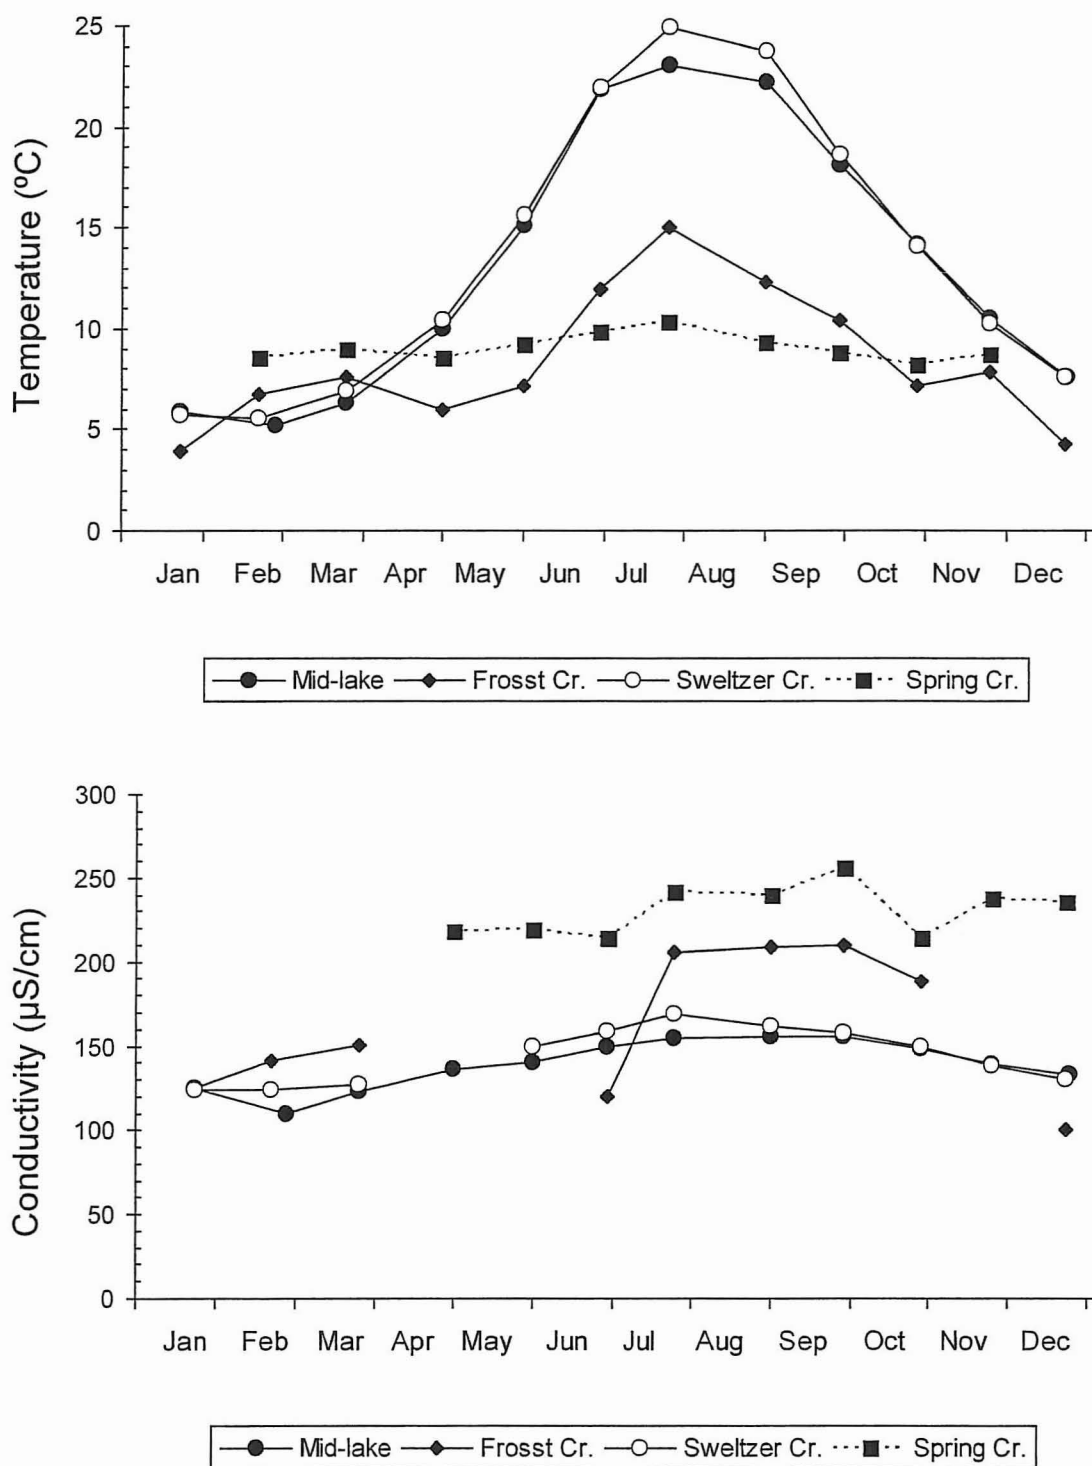 Temperature (ºC)
25
20
15
10
5
0
Jan Feb Mar Apr May Jun Jul Aug Sep Oct Nov Dec
Mid-lake Frosst Cr. Sweltzer Cr. Spring Cr.
Conductivity (µS/cm)
300
250
200
150
100
50
0
Jan Feb Mar Apr May Jun Jul Aug Sep Oct Nov Dec
Mid-lake Frosst Cr. Sweltzer Cr. Spring Cr.